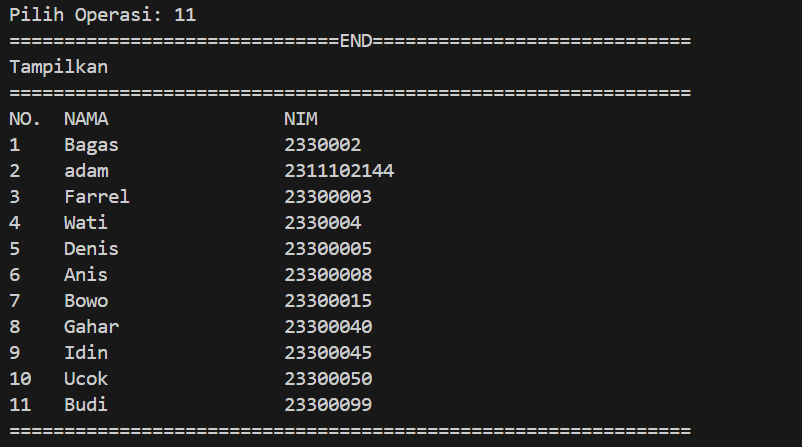 Pilih Operasi: 11
==============================END=============================
Tampilkan
==============================================================
NO.  NAMA                NIM
1    Bagas               2330002
2    adam                2311102144
3    Farrel              23300003
4    Wati                2330004
5    Denis               23300005
6    Anis                23300008
7    Bowo                23300015
8    Gahar               23300040
9    Idin                23300045
10   Ucok                23300050
11   Budi                23300099
==============================================================